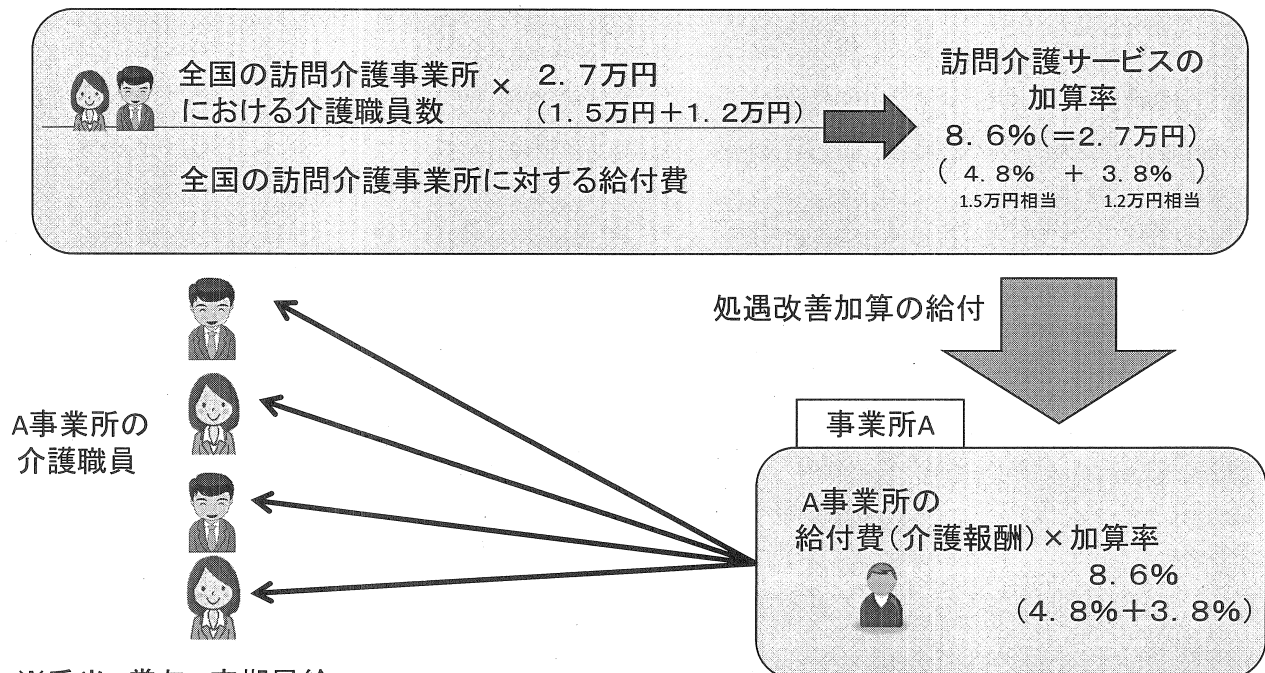 全国の訪問介護事業所
における介護職員数
×
2．7万円
（1．5万円＋1．2万円）
全国の訪問介護事業所に対する給付費
訪問介護サービスの
加算率
8．6%（＝2．7万円）
（ 4．8% ＋ 3．8% ）
1.5万円相当 1.2万円相当
処遇改善加算の給付
A事業所の
介護職員
事業所A
A事業所の
給付費（介護報酬）×加算率
8．6%
（4．8%＋3．8%）